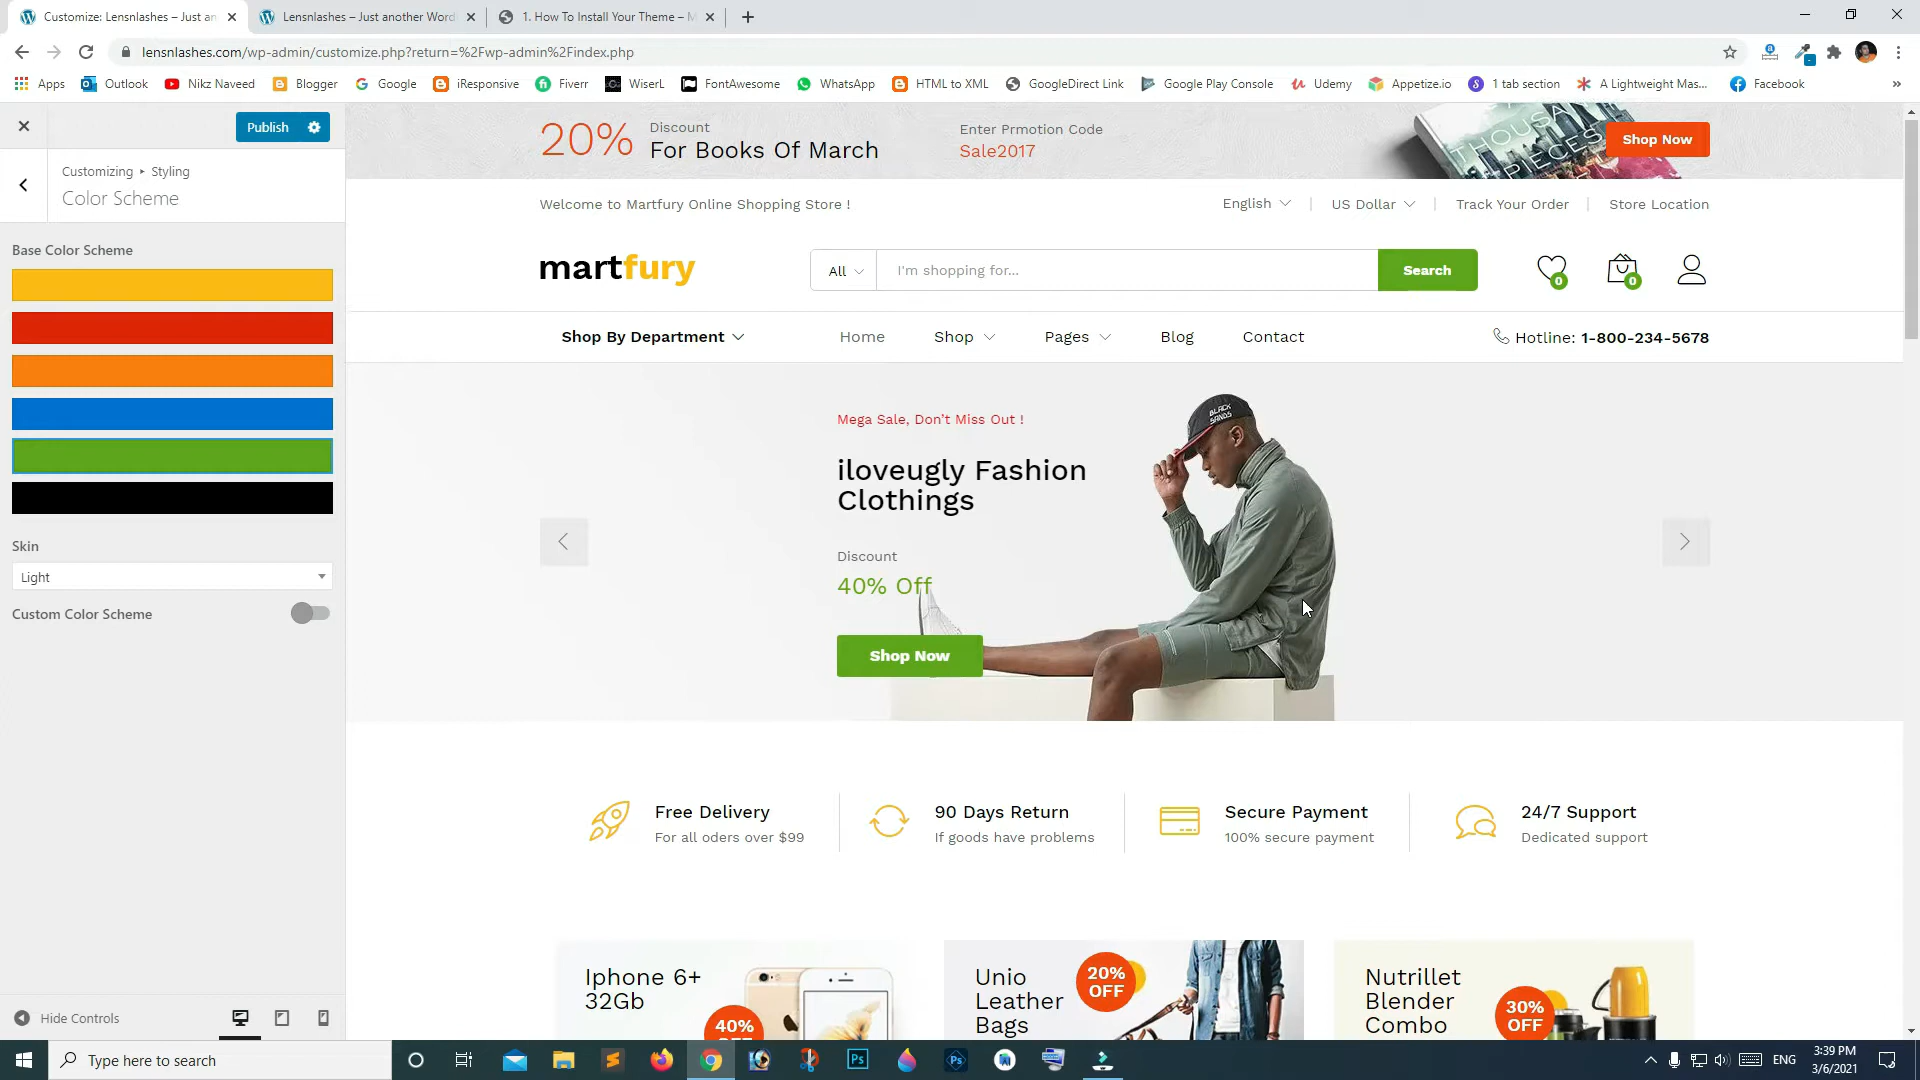 Customize: Lensnlashes – Just an
Lensnlashes – Just another Word
1. How To Install Your Theme – M
lensnlashes.com/wp-admin/customize.php?return=%2Fwp-admin%2Findex.php
Apps
Outlook
Nikz Naveed
Blogger
Google
iResponsive
Fiverr
WiserL
FontAwesome
WhatsApp
HTML to XML
GoogleDirect Link
Google Play Console
Udemy
Appetize.io
1 tab section
A Lightweight Mas...
Facebook
»
Publish
Customizing ▸ Styling
Color Scheme
Base Color Scheme
Skin
Light
Custom Color Scheme
Hide Controls
20%
Discount
For Books Of March
Enter Prmotion Code
Sale2017
THOUSAN
PIECES
Shop Now
Welcome to Martfury Online Shopping Store !
English
US Dollar
Track Your Order
Store Location
martfury
All
I'm shopping for...
Search
0
0
Shop By Department
Home
Shop
Pages
Blog
Contact
Hotline: 1-800-234-5678
Mega Sale, Don't Miss Out !
iloveugly Fashion
Clothings
Discount
40% Off
Shop Now
BLACK
SANDS
Free Delivery
For all oders over $99
90 Days Return
If goods have problems
Secure Payment
100% secure payment
24/7 Support
Dedicated support
Iphone 6+
32Gb
40%
OFF
Unio
Leather
Bags
20%
OFF
Nutrillet
Blender
Combo
30%
OFF
Type here to search
Ps
Ps
ENG
3:39 PM
3/6/2021